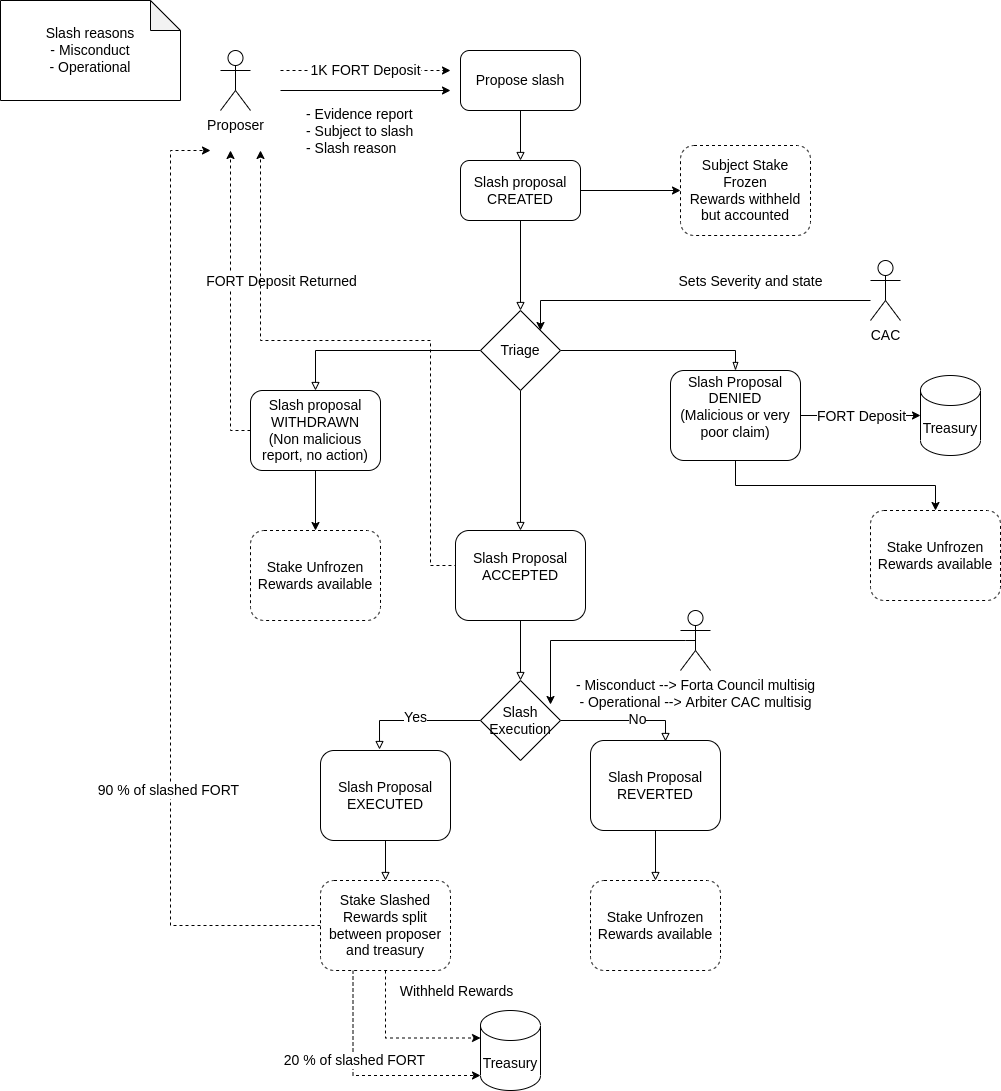 Slash reasons
- Misconduct
- Operational
1K FORT Deposit
Propose slash
Proposer
- Evidence report
- Subject to slash
- Slash reason
Slash proposal
CREATED
Subject Stake
Frozen
Rewards withheld
but accounted
FORT Deposit Returned
Sets Severity and state
CAC
Triage
Slash proposal
WITHDRAWN
(Non malicious
report, no action)
Slash Proposal
DENIED
(Malicious or very
poor claim)
FORT Deposit
Treasury
Stake Unfrozen
Rewards available
Slash Proposal
ACCEPTED
Stake Unfrozen
Rewards available
- Misconduct --> Forta Council multisig
- Operational --> Arbiter CAC multisig
Slash
Execution
Yes
No
Slash Proposal
EXECUTED
Slash Proposal
REVERTED
90 % of slashed FORT
Stake Slashed
Rewards split
between proposer
and treasury
Stake Unfrozen
Rewards available
Withheld Rewards
20 % of slashed FORT
Treasury